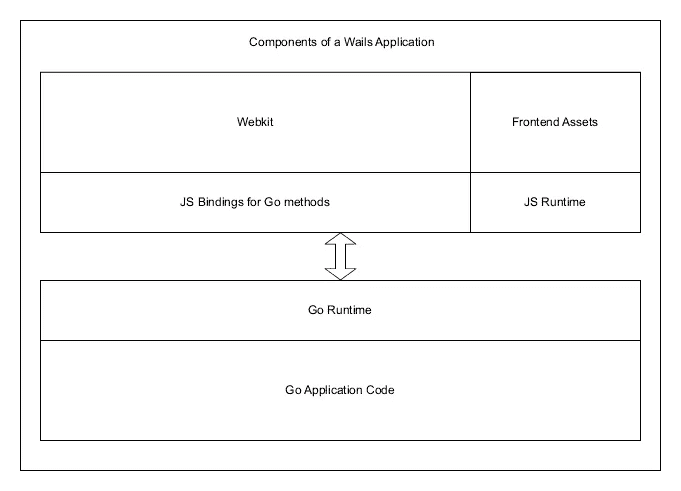 Components of a Wails Application
Webkit
Frontend Assets
JS Bindings for Go methods
JS Runtime
Go Runtime
Go Application Code